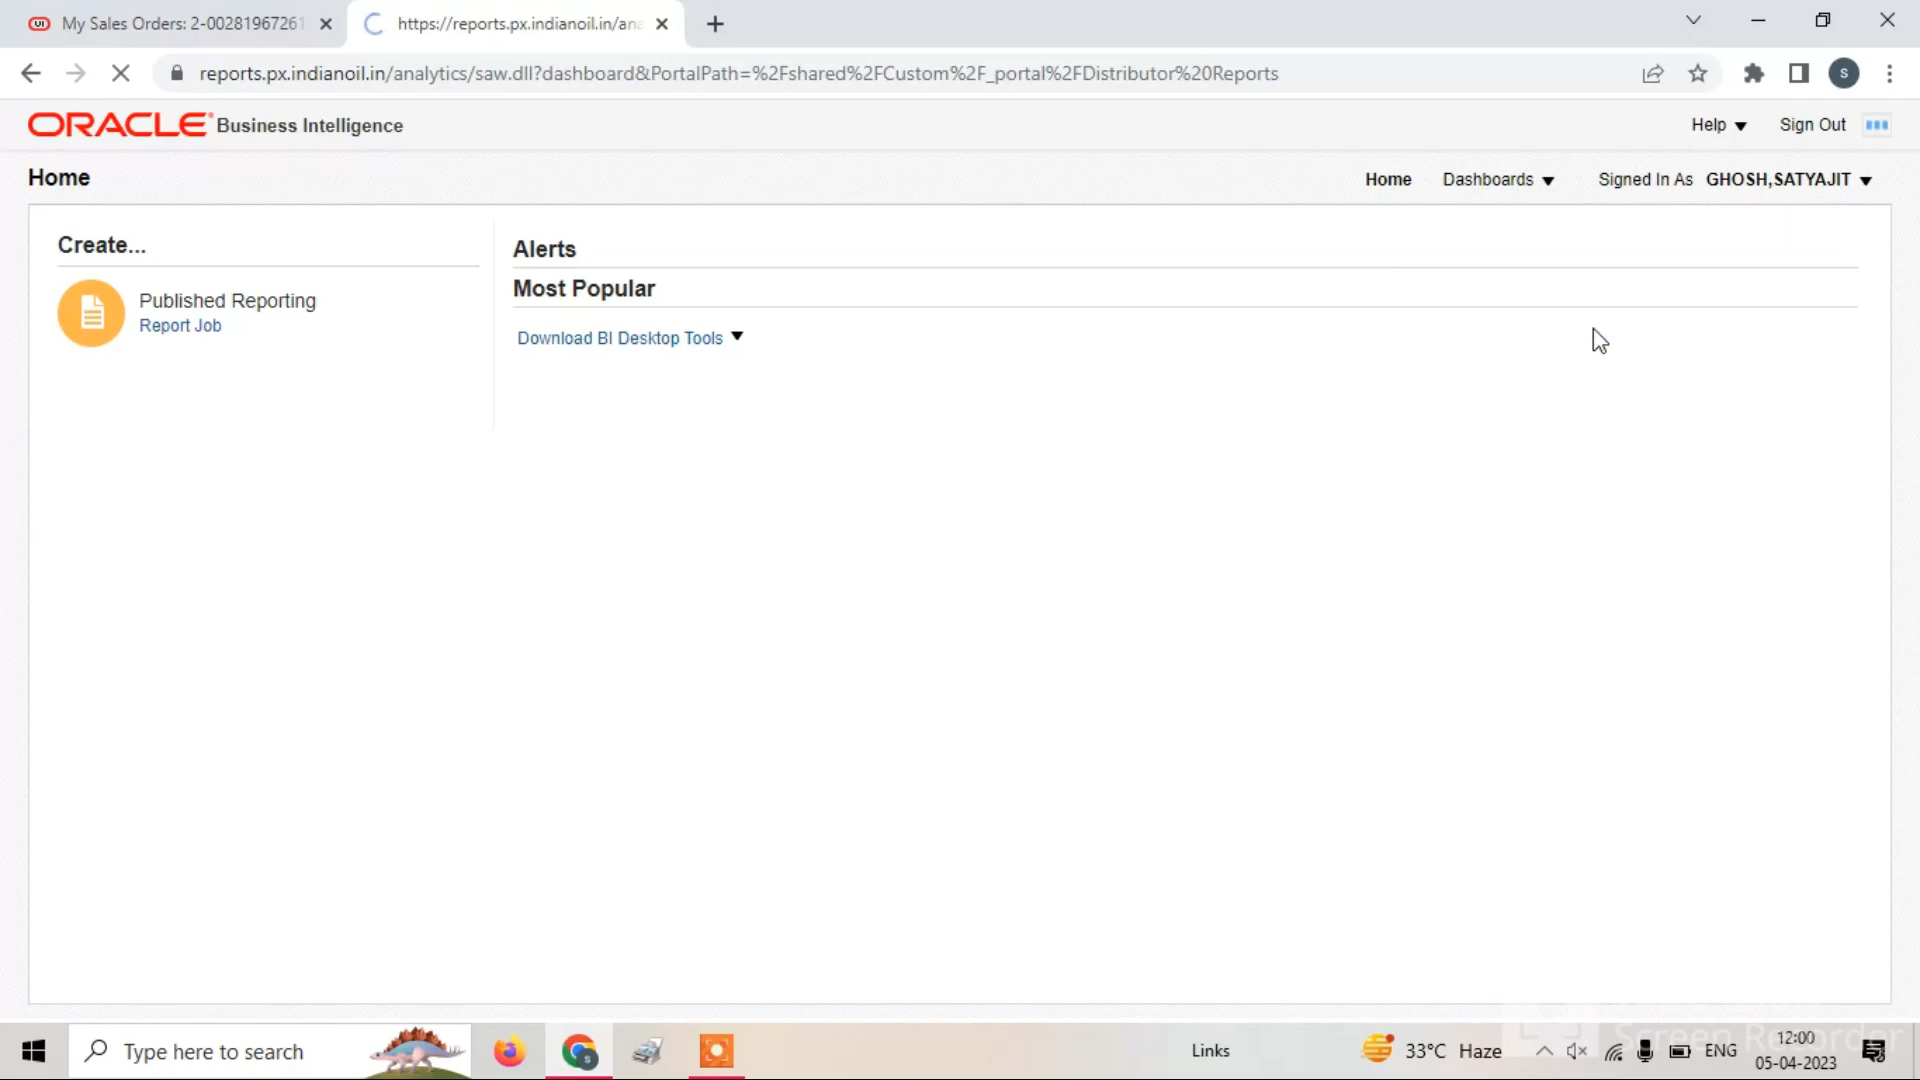 My Sales Orders: 2-00281967261
https://reports.px.indianoil.in/ana
reports.px.indianoil.in/analytics/saw.dll?dashboard&PortalPath=%2Fshared%2FCustom%2F_portal%2FDistributor%20Reports
S
ORACLE Business Intelligence
Help
Sign Out
Home
Home
Dashboards
Signed In As GHOSH,SATYAJIT
Create...
Published Reporting
Report Job
Alerts
Most Popular
Download BI Desktop Tools
Type here to search
S
Links
33°C Haze
ENG
12:00
05-04-2023
Screen Recorder